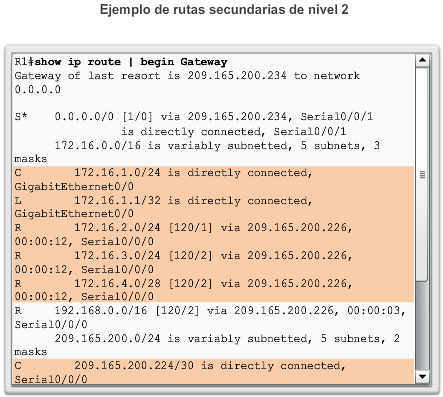 Ejemplo de rutas secundarias de nivel 2
R1#show ip route | begin Gateway
Gateway of last resort is 209.165.200.234 to network
0.0.0.0
S* 0.0.0.0/0 [1/0] via 209.165.200.234, Serial0/0/1
is directly connected, Serial0/0/1
172.16.0.0/16 is variably subnetted, 5 subnets, 3
masks
C 172.16.1.0/24 is directly connected,
GigabitEthernet0/0
L 172.16.1.1/32 is directly connected,
GigabitEthernet0/0
R 172.16.2.0/24 [120/1] via 209.165.200.226,
00:00:12, Serial0/0/0
R 172.16.3.0/24 [120/2] via 209.165.200.226,
00:00:12, Serial0/0/0
R 172.16.4.0/28 [120/2] via 209.165.200.226,
00:00:12, Serial0/0/0
R 192.168.0.0/16 [120/2] via 209.165.200.226, 00:00:03,
Serial0/0/0
209.165.200.0/24 is variably subnetted, 5 subnets, 2
masks
C 209.165.200.224/30 is directly connected,
Serial0/0/0